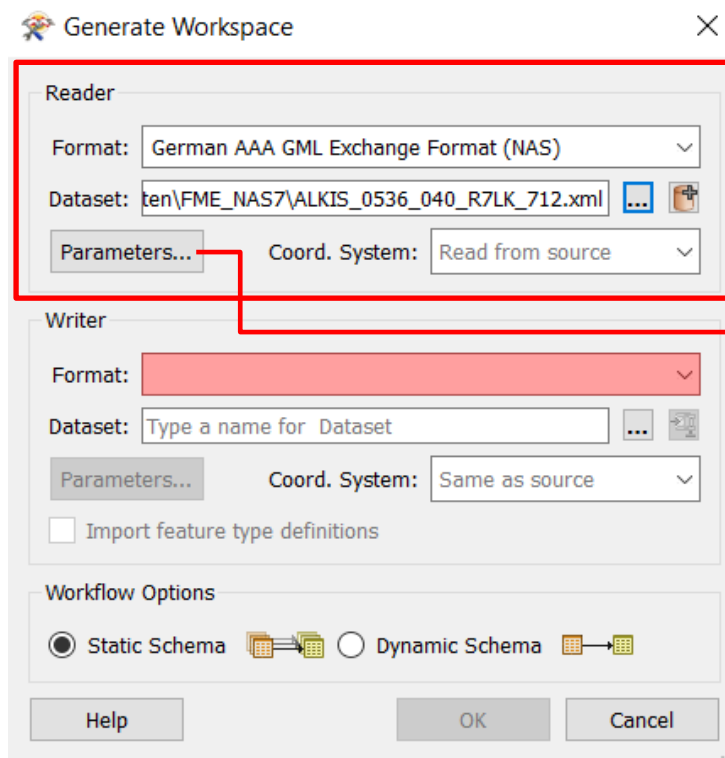 Generate Workspace
Reader
Format: German AAA GML Exchange Format (NAS)
Dataset: ten\FME_NAS7\ALKIS_0536_040_R7LK_712.xml ...
Parameters... Coord. System: Read from source
Writer
Format:
Dataset: Type a name for Dataset ...
Parameters... Coord. System: Same as source
Import feature type definitions
Workflow Options
Static Schema Dynamic Schema
Help OK Cancel